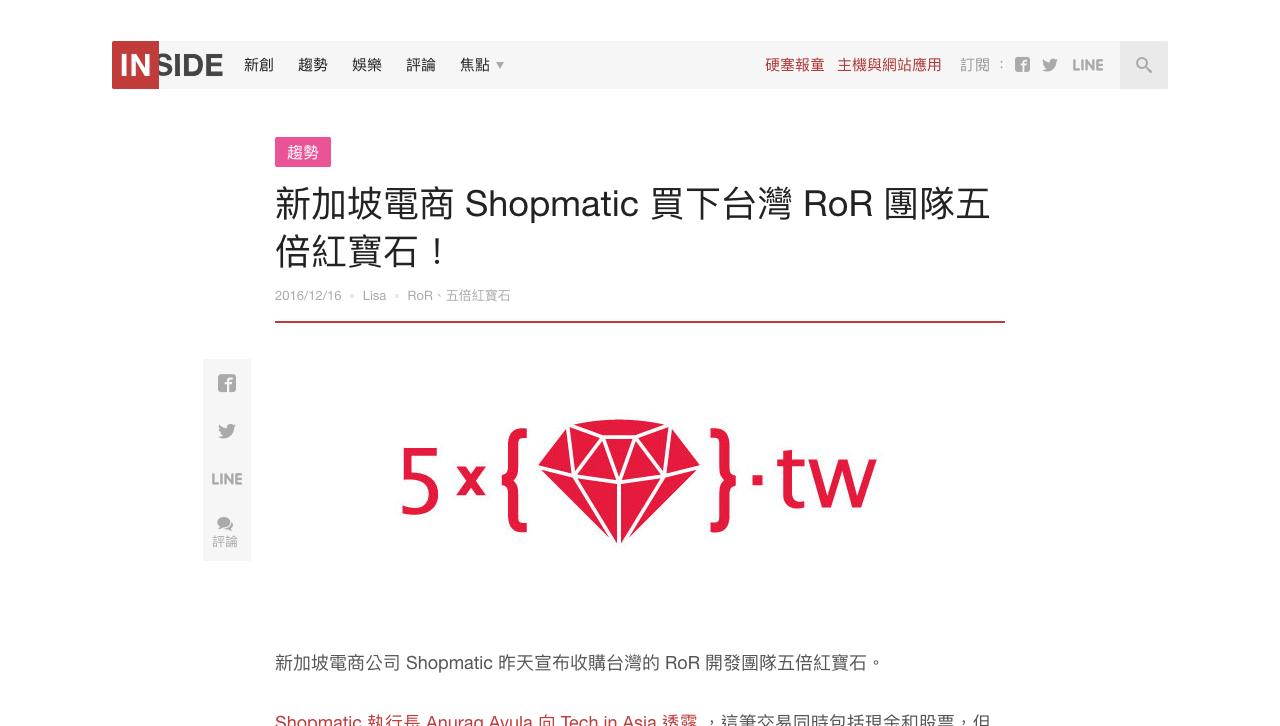 INSIDE 新創 趨勢 娛樂 評論 焦點 硬塞報童 主機與網站應用 訂閱 : LINE
趨勢
新加坡電商 Shopmatic 買下台灣 RoR 團隊五
倍紅寶石！
2016/12/16 Lisa RoR、五倍紅寶石
5x{ }.tw
LINE
評論
新加坡電商公司 Shopmatic 昨天宣布收購台灣的 RoR 開發團隊五倍紅寶石。
Shopmatic 執行長 Anurag Avula 向 Tech in Asia 透露 ，這筆交易同時包括現金和股票，但